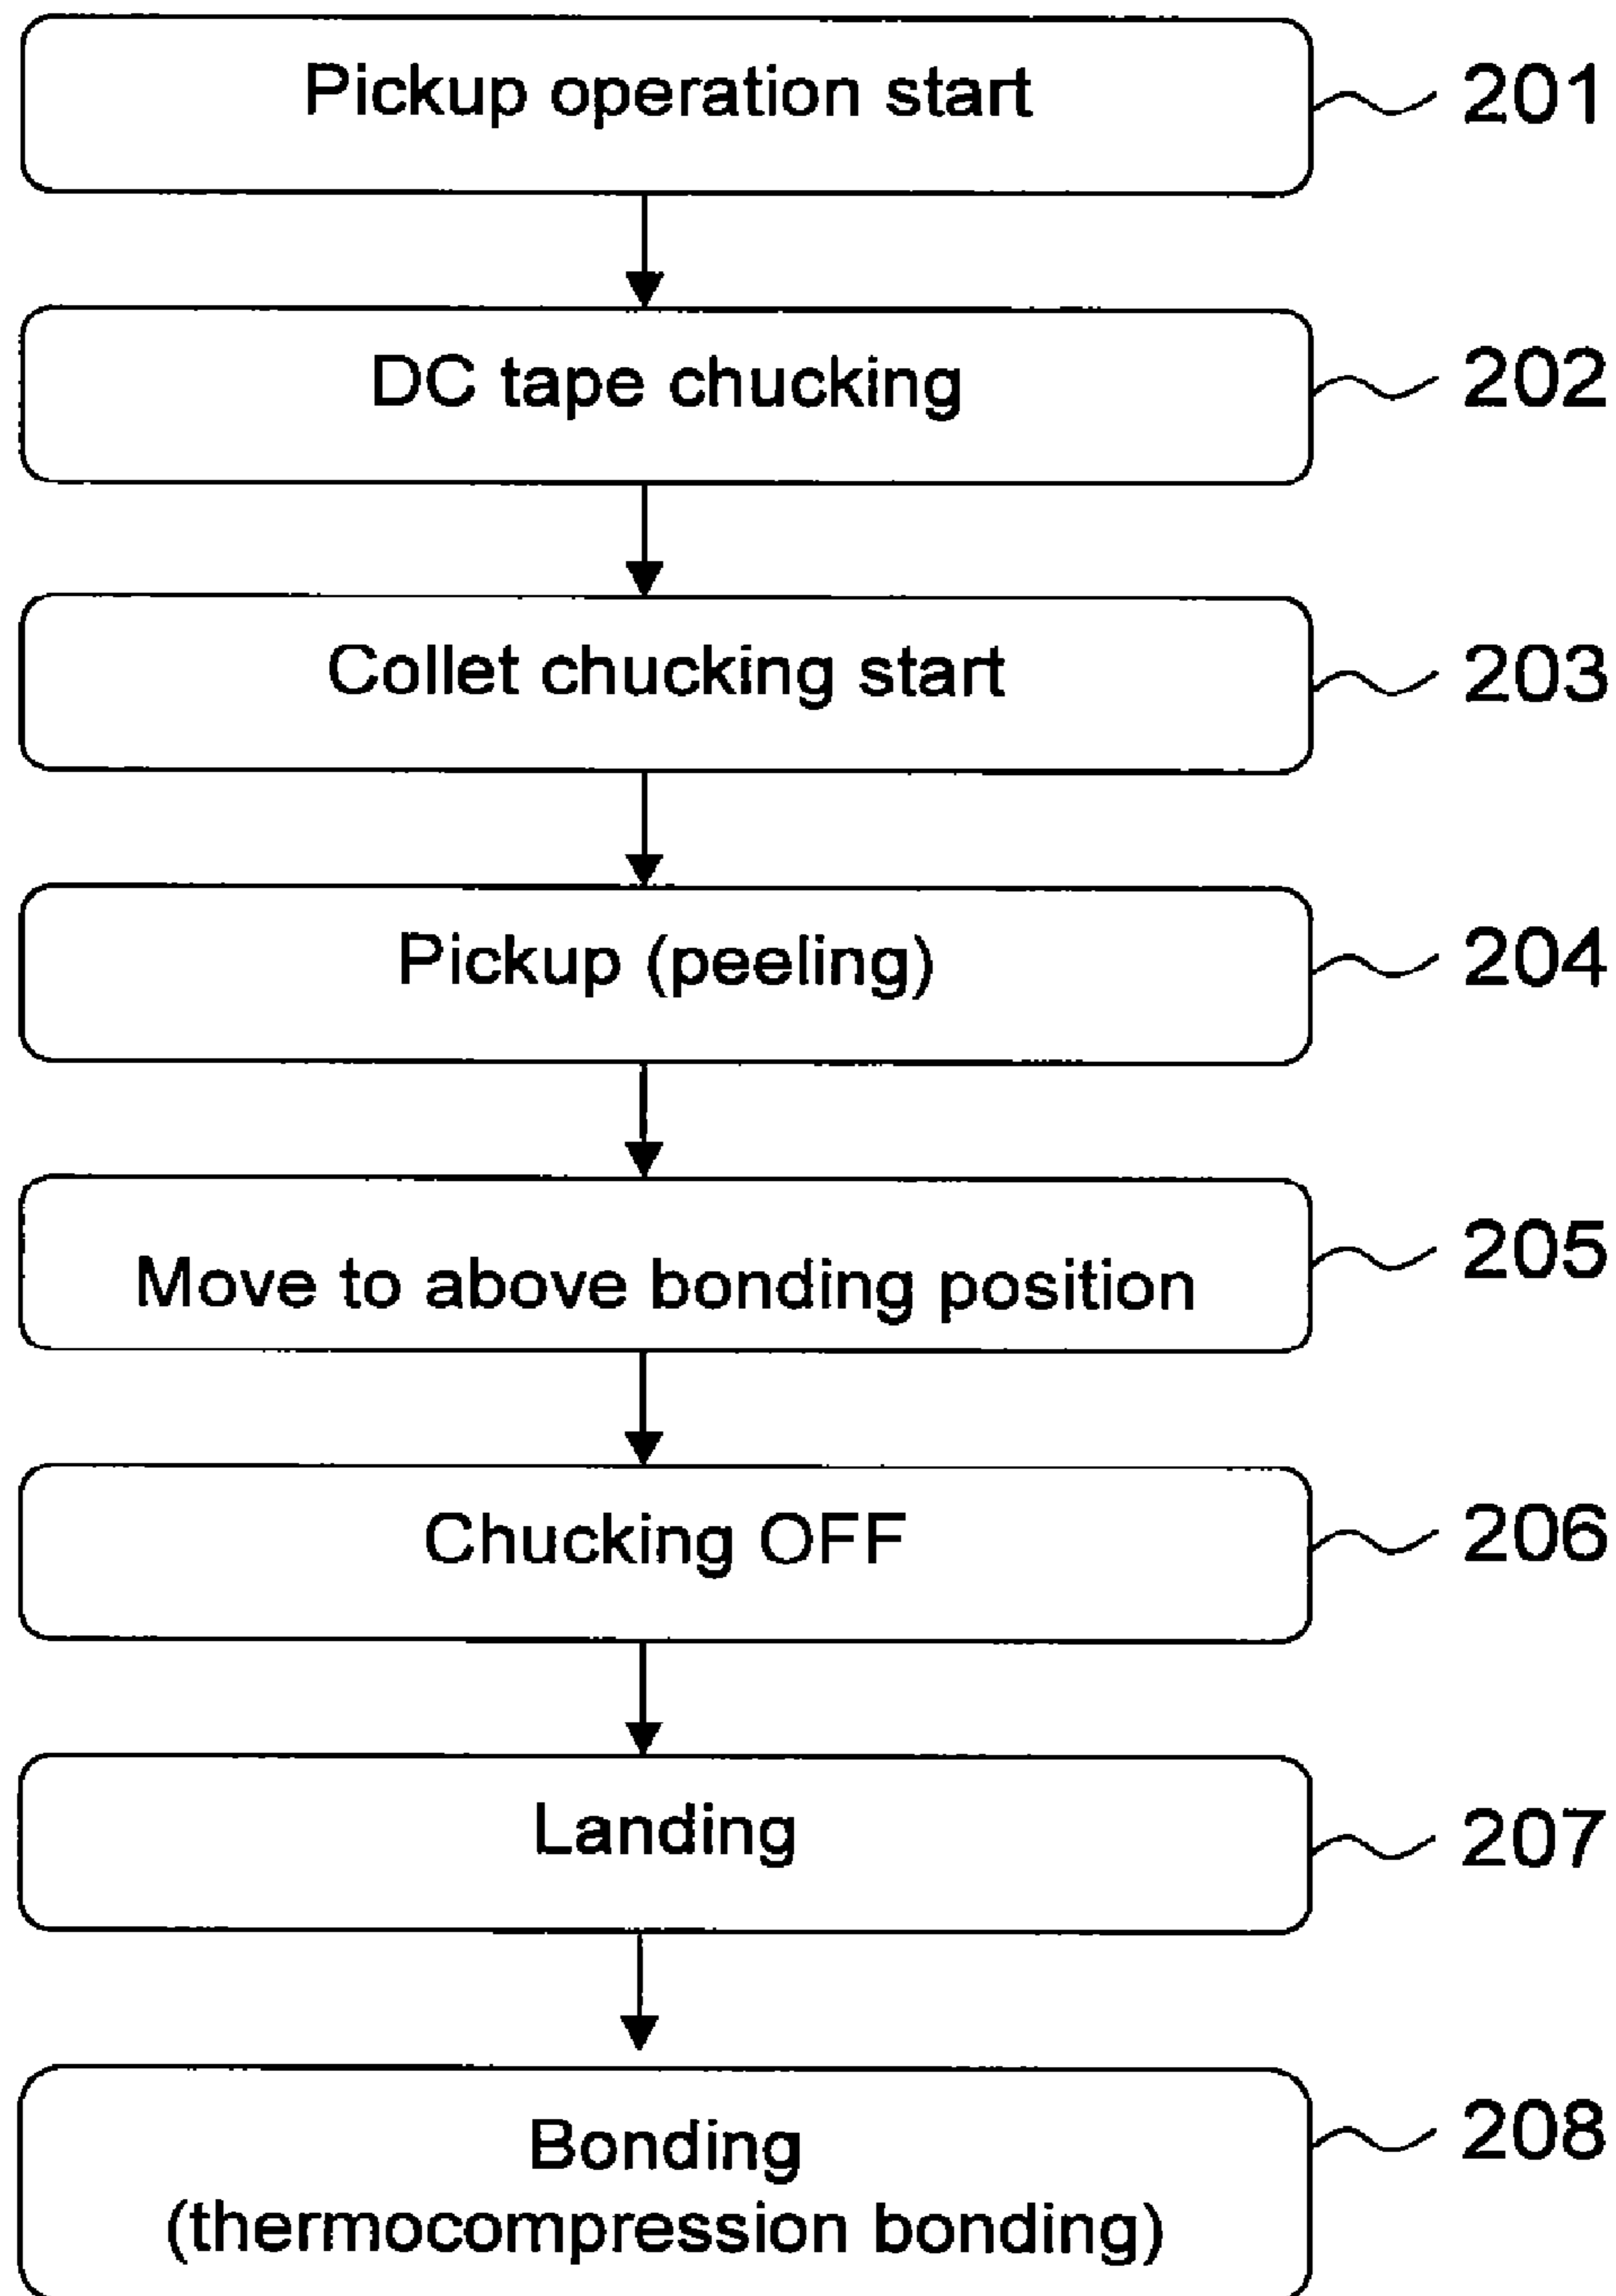 Pickup operation start
201
DC tape chucking
202
Collet chucking start
203
Pickup (peeling)
204
Move to above bonding position
205
Chucking OFF
206
Landing
207
Bonding
(thermocompression bonding)
208